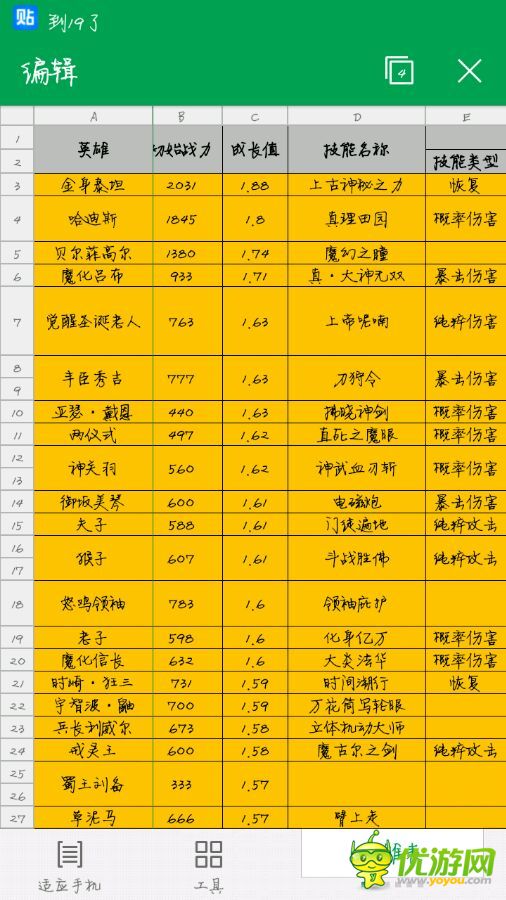 贴 到19了
编辑 4
A B C D E
1 英雄 初始战力 成长值 技能名称
2 技能类型
3 金身泰坦 2031 1.88 上古神秘之力 恢复
4 哈迪斯 1845 1.8 真理田园 概率伤害
5 贝尔菲高尔 1380 1.74 魔幻之瞳
6 魔化吕布 933 1.71 真·大神无双 暴击伤害
7 觉醒圣诞老人 763 1.63 上帝呢喃 纯粹伤害
8
9 丰臣秀吉 777 1.63 刀狩令 暴击伤害
10 亚瑟·戴恩 440 1.63 拂晓神剑 概率伤害
11 两仪式 497 1.62 直死之魔眼 概率伤害
12
13 神关羽 560 1.62 神武血刃斩 概率伤害
14 御坂美琴 600 1.61 电磁炮 暴击伤害
15 夫子 588 1.61 门徒遍地 纯粹攻击
16
17 猴子 607 1.61 斗战胜佛 纯粹攻击
18 怒鸣领袖 783 1.6 领袖庇护
19 老子 598 1.6 化身亿万 概率伤害
20 魔化信长 632 1.6 大类法华 概率伤害
21 时崎·狂三 731 1.59 时间溯行 恢复
22 宇智波·鼬 700 1.59 万花筒写轮眼
23 兵长利威尔 673 1.58 立体机动大师
24 戒灵王 600 1.58 魔古尔之剑 纯粹攻击
25
26 蜀主刘备 333 1.57
27 草泥马 666 1.57 臂上走
适应手机 工具
优游网
www.yoyou.com